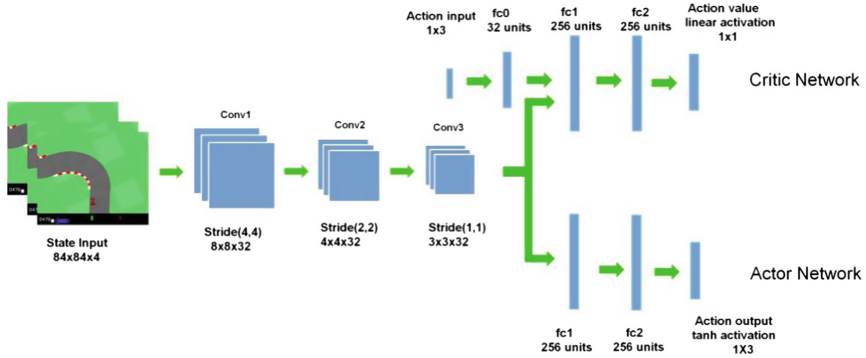 Action input
1x3
fc0
32 units
fc1
256 units
fc2
256 units
Action value
linear activation
1x1
Critic Network
Conv1
Conv2
Conv3
Stride(4,4)
8x8x32
Stride(2,2)
4x4x32
Stride(1,1)
3x3x32
State Input
84x84x4
Actor Network
fc1
256 units
fc2
256 units
Action output
tanh activation
1X3